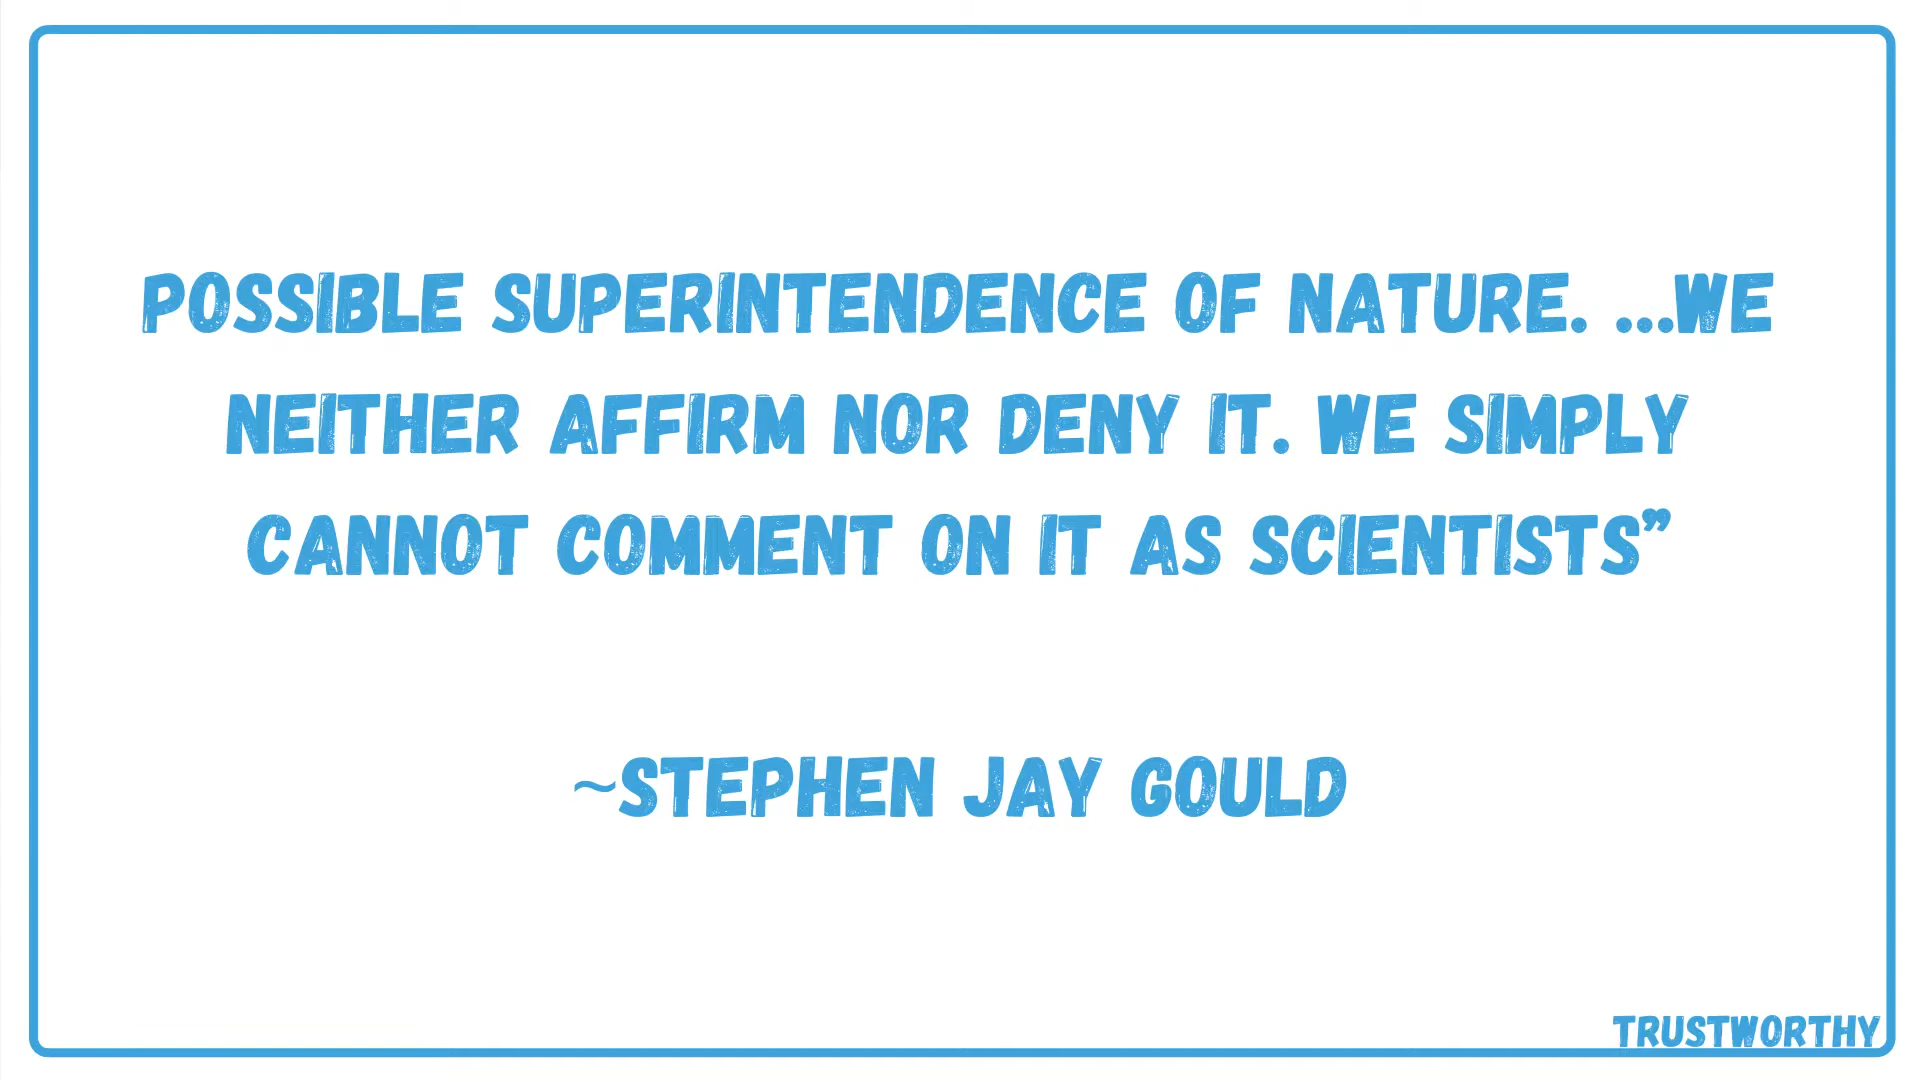 POSSIBLE SUPERINTENDENCE OF NATURE. ...WE
NEITHER AFFIRM NOR DENY IT. WE SIMPLY
CANNOT COMMENT ON IT AS SCIENTISTS”
~STEPHEN JAY GOULD
TRUSTWORTHY